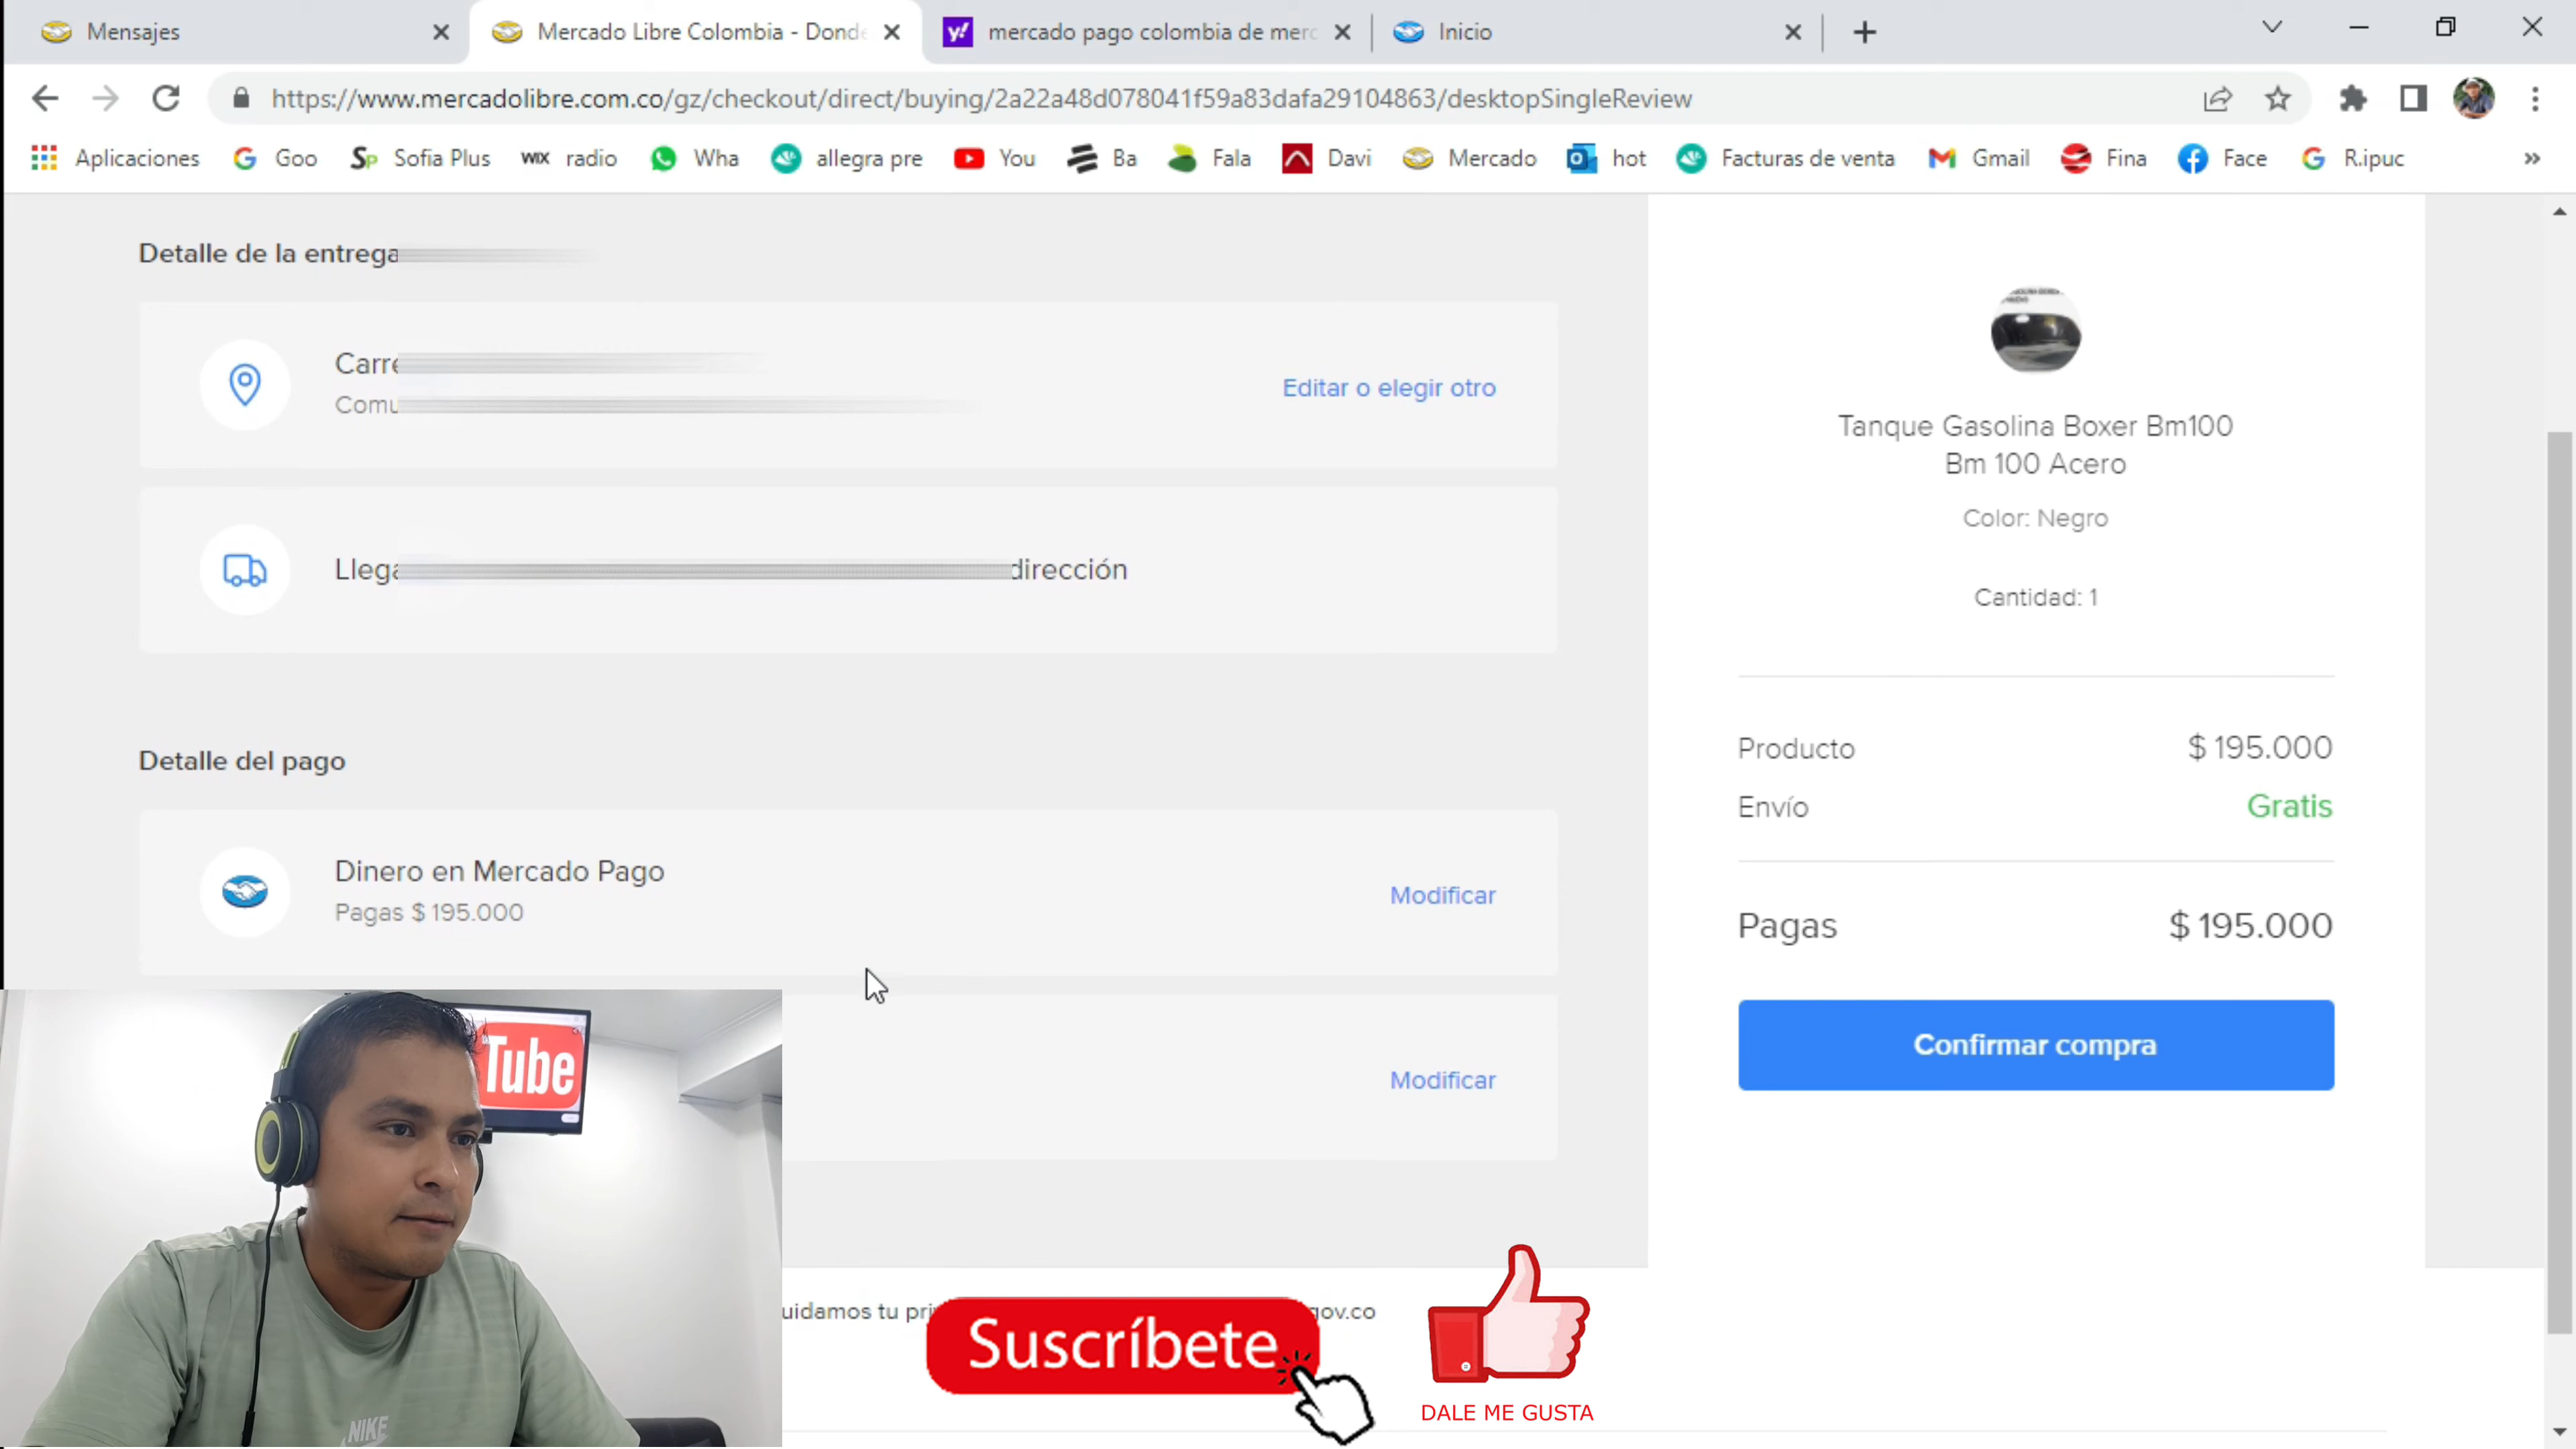 Mensajes
Mercado Libre Colombia - Donde
mercado pago colombia de merc
Inicio
https://www.mercadolibre.com.co/gz/checkout/direct/buying/2a22a48d078041f59a83dafa29104863/desktopSingleReview
Aplicaciones
Goo
Sofia Plus
WIX radio
Wha
allegra pre
You
Ba
Fala
Davi
Mercado
hot
Facturas de venta
Gmail
Fina
Face
R.ipuc
Detalle de la entrega
Carre
Comu
Editar o elegir otro
Llega
dirección
Detalle del pago
Dinero en Mercado Pago
Pagas $ 195.000
Modificar
Modificar
Tanque Gasolina Boxer Bm100
Bm 100 Acero
Color: Negro
Cantidad: 1
Producto $ 195.000
Envío Gratis
Pagas $ 195.000
Confirmar compra
Tube
NIKE
uidamos tu pri
gov.co
Suscríbete
DALE ME GUSTA